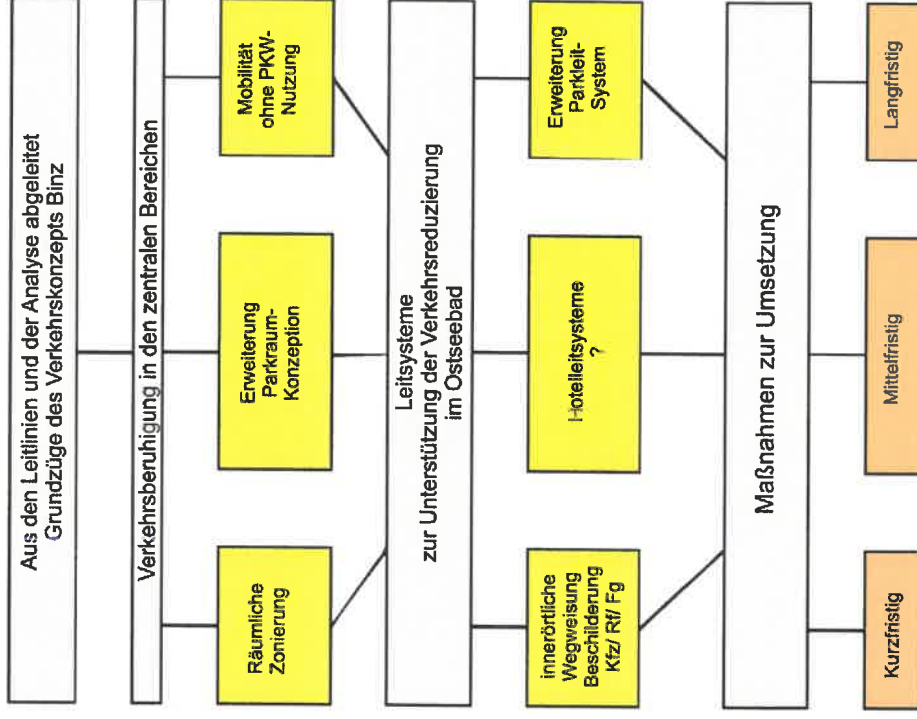 Aus den Leitlinien und der Analyse abgeleitet
Grundzüge des Verkehrskonzepts Binz
Verkehrsberuhigung in den zentralen Bereichen
Räumliche
Zonierung
Erweiterung
Parkraum-
Konzeption
Mobilität
ohne PKW-
Nutzung
Leitsysteme
zur Unterstützung der Verkehrsreduzierung
im Ostseebad
innerörtliche
Wegweisung
Beschilderung
Kfz/ Rf/ Fg
Hotelleitsysteme
?
Erweiterung
Parkleit-
System
Maßnahmen zur Umsetzung
Kurzfristig
Mittelfristig
Langfristig